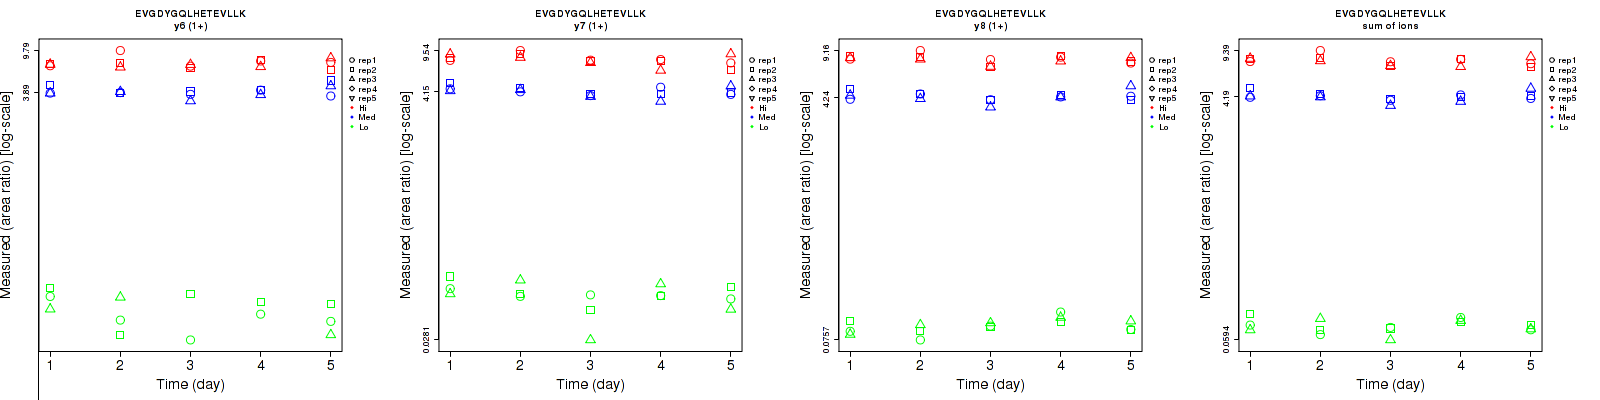 EVGDYGQLHETEVLLK
y6 (1+)
9.79
3.89
Measured (area ratio) [log-scale]
1 2 3 4 5
Time (day)
rep1
rep2
rep3
rep4
rep5
Hi
Med
Lo
EVGDYGQLHETEVLLK
y7 (1+)
9.54
4.15
0.0281
Measured (area ratio) [log-scale]
1 2 3 4 5
Time (day)
rep1
rep2
rep3
rep4
rep5
Hi
Med
Lo
EVGDYGQLHETEVLLK
y8 (1+)
9.16
4.24
0.0757
Measured (area ratio) [log-scale]
1 2 3 4 5
Time (day)
rep1
rep2
rep3
rep4
rep5
Hi
Med
Lo
EVGDYGQLHETEVLLK
sum of ions
9.39
4.19
0.0594
Measured (area ratio) [log-scale]
1 2 3 4 5
Time (day)
rep1
rep2
rep3
rep4
rep5
Hi
Med
Lo